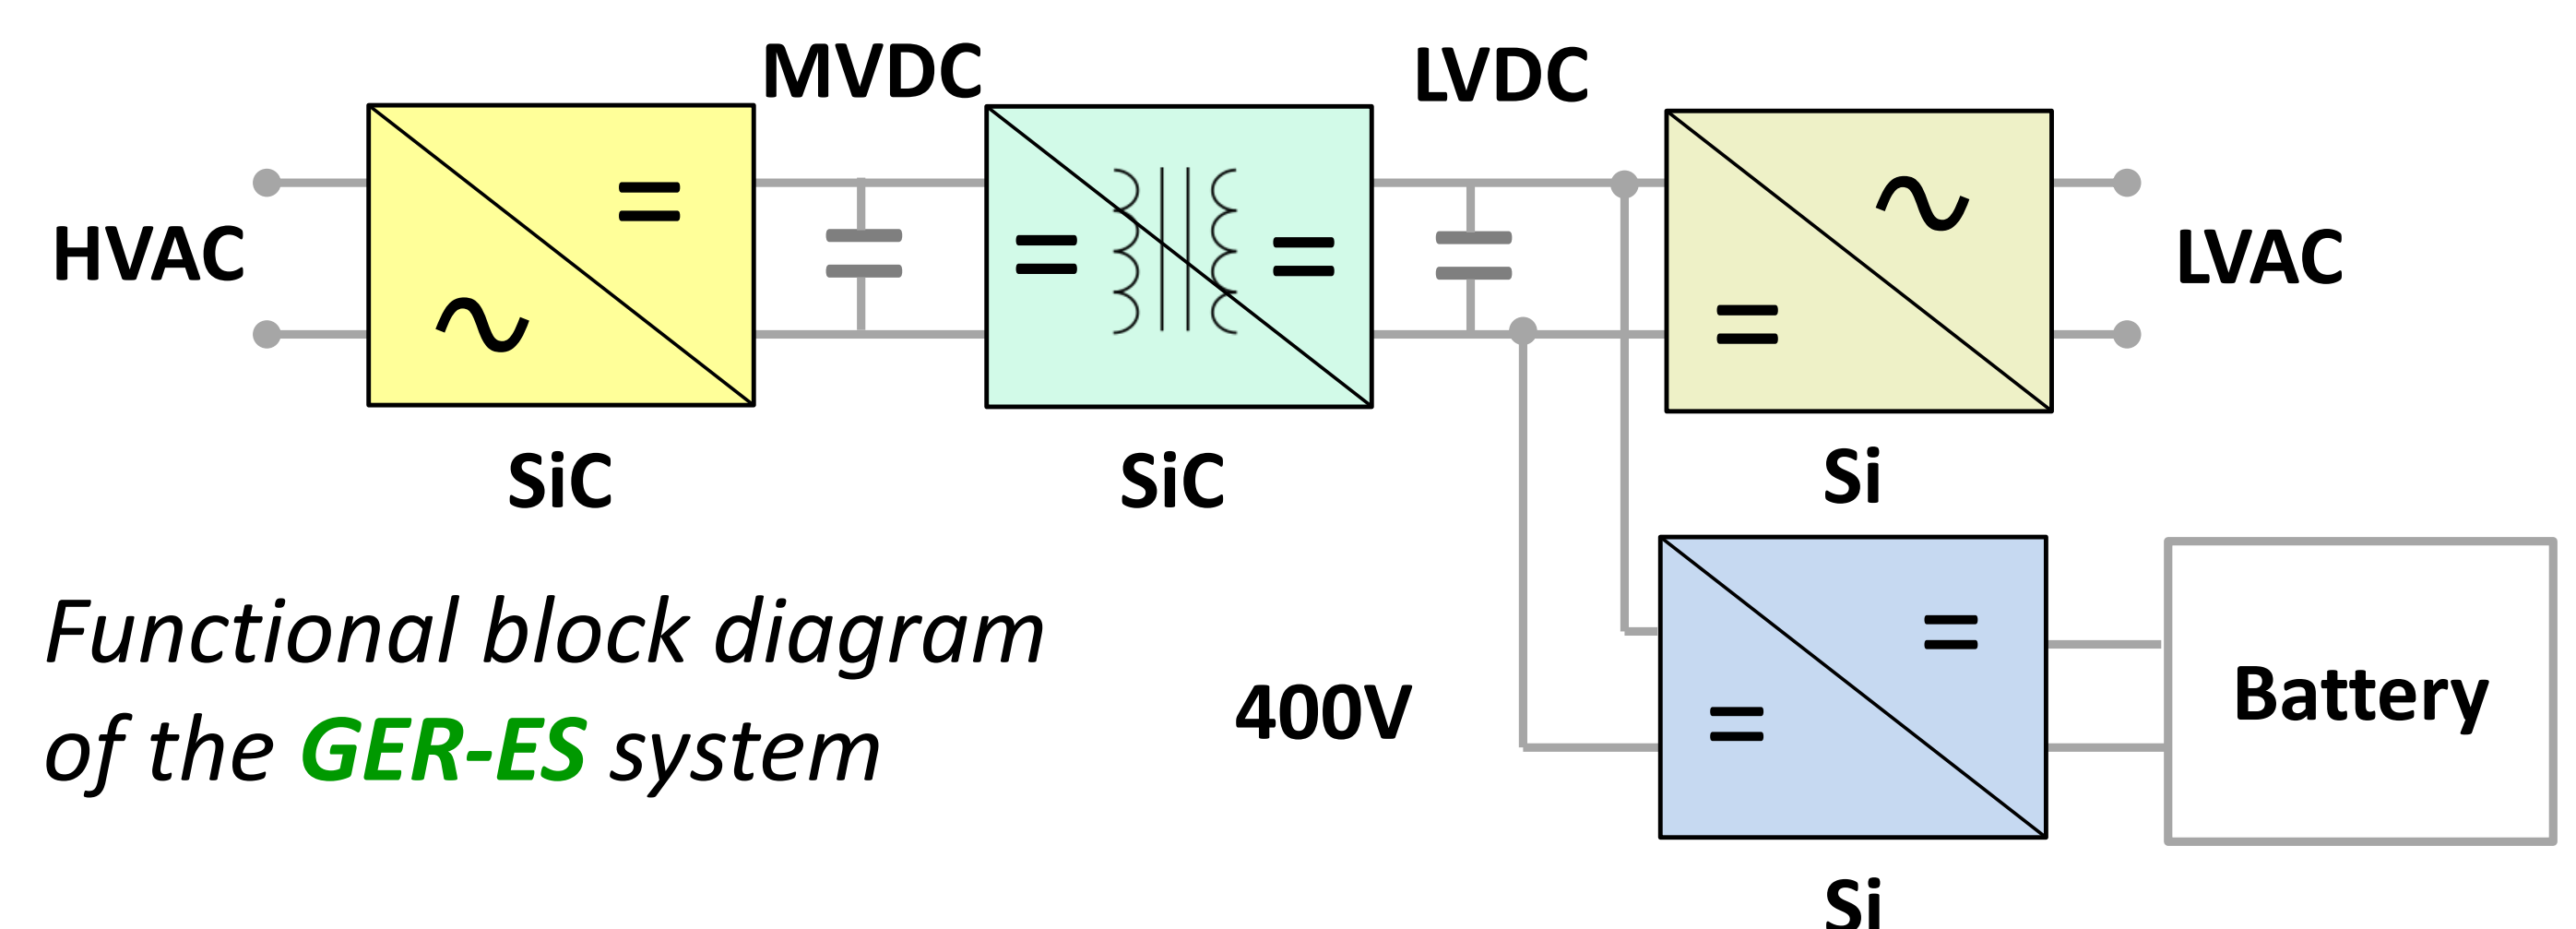 MVDC
LVDC
HVAC
LVAC
SiC
SiC
Si
Functional block diagram
of the GER-ES system
400V
Battery
Si